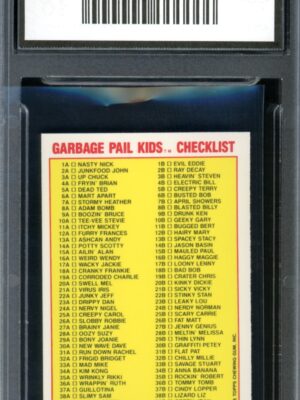 GARBAGE PAIL KIDS T.M. CHECKLIST
1A □ NASTY NICK
2A □ JUNKFOOD JOHN
3A □ UP CHUCK
4A □ FRYIN' BRIAN
5A □ DEAD TED
6A □ MART APART
7A □ STORMY HEATHER
8A □ ADAM BOMB
9A □ BOOZIN' BRUCE
10A □ TEE-VEE STEVIE
11A □ ITCHY MICKEY
12A □ FURRY FRANCES
13A □ ASHCAN ANDY
14A □ POTTY SCOTTY
15A □ AILIN' ALAN
16A □ WEIRD WENDY
17A □ WACKY JACKIE
18A □ CRANKY FRANKIE
19A □ CORRODED CHARLIE
20A □ SWELL MEL
21A □ VIRUS IRIS
22A □ JUNKY JEFF
23A □ DRIPPY DAN
24A □ NERVY NIGEL
25A □ CREEPY CAROL
26A □ SLOBBY ROBBIE
27A □ BRAINY JANIE
28A □ OOZY SUZY
29A □ BONY JOANIE
30A □ NEW WAVE DAVE
31A □ RUN DOWN RACHEL
32A □ FRIGID BRIDGET
33A □ MAD MIKE
34A □ KIM KONG
35A □ WRINKLY RIKKI
36A □ WRAPPIN' RUTH
37A □ GUILLOTINA
38A □ SLIMY SAM
1B □ EVIL EDDIE
2B □ RAY DECAY
3B □ HEAVIN' STEVEN
4B □ ELECTRIC BILL
5B □ CREEPY TERRY
6B □ BUSTED BOB
7B □ APRIL SHOWERS
8B □ BLASTED BILLY
9B □ DRUNK KEN
10B □ GEEKY GARY
11B □ BUGGED BERT
12B □ HAIRY MARY
13B □ SPACEY STACY
14B □ JASON BASIN
15B □ MAULED PAUL
16B □ HAGGY MAGGIE
17B □ LOONY LENNY
18B □ BAD BOB
19B □ CRATER CHRIS
20B □ KINKY DICKIE
21B □ SICKY VICKY
22B □ STINKY STAN
23B □ LEAKY LOU
24B □ NERDY NORMAN
25B □ SCARY CARRIE
26B □ FAT MATT
27B □ JENNY GENIUS
28B □ MELTIN' MELISSA
29B □ THIN LYNN
30B □ GRAFFITI PETEY
31B □ FLAT PAT
32B □ CHILLY MILLIE
33B □ SAVAGE STUART
34B □ ANNA BANANA
35B □ ROCKIN' ROBERT
36B □ TOMMY TOMB
37B □ CINDY LOPPER
38B □ LIZARD LIZ
TOPPS CHEWING GUM, INC.